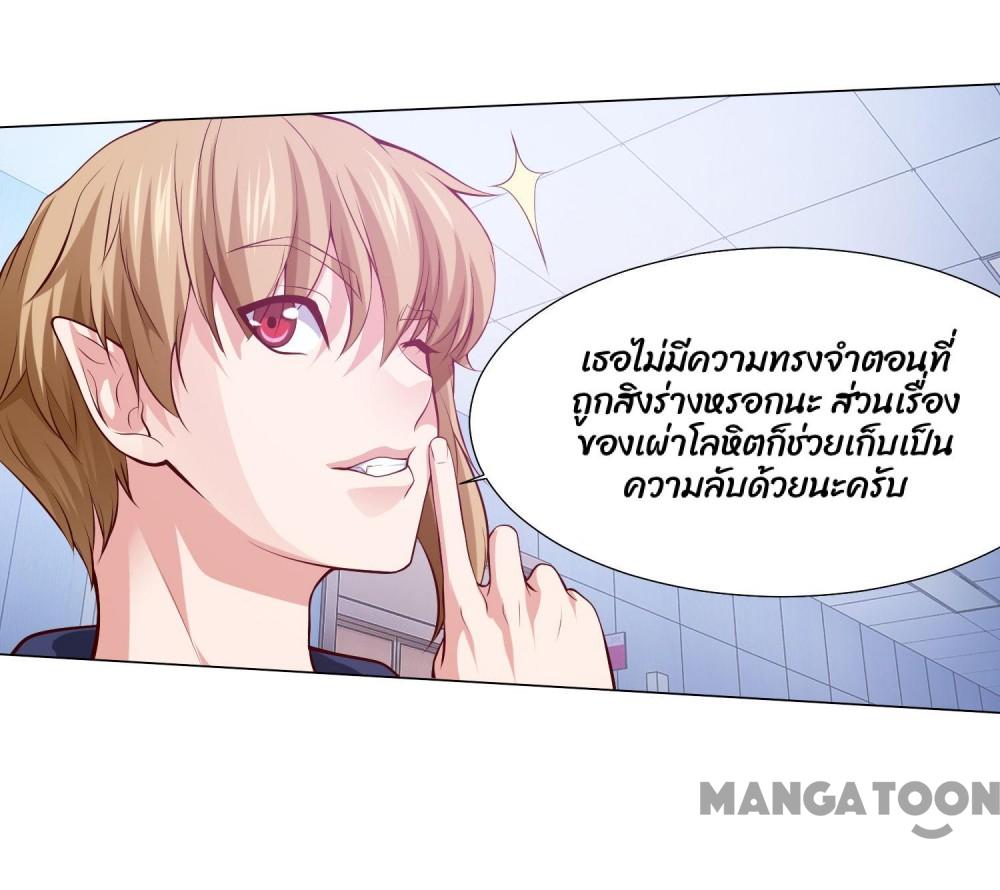 เธอไม่มีความทรงจำตอนที่
ถูกสิงร่างหรอกนะ ส่วนเรื่อง
ของเผ่าโลหิตก็ช่วยเก็บเป็น
ความลับด้วยนะครับ
MANGATOON